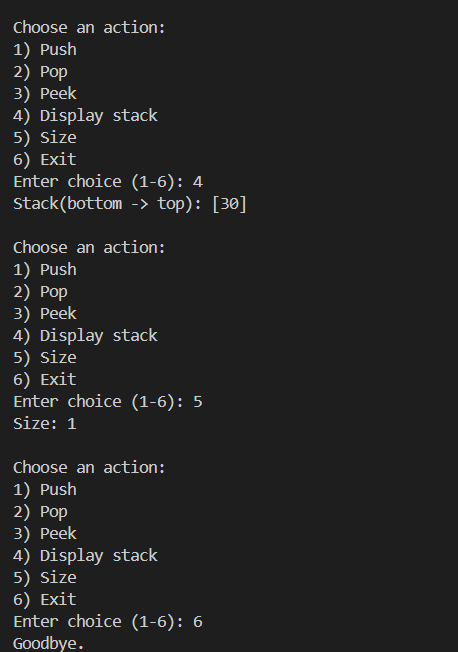 Choose an action:
1) Push
2) Pop
3) Peek
4) Display stack
5) Size
6) Exit
Enter choice (1-6): 4
Stack(bottom -> top): [30]

Choose an action:
1) Push
2) Pop
3) Peek
4) Display stack
5) Size
6) Exit
Enter choice (1-6): 5
Size: 1

Choose an action:
1) Push
2) Pop
3) Peek
4) Display stack
5) Size
6) Exit
Enter choice (1-6): 6
Goodbye.